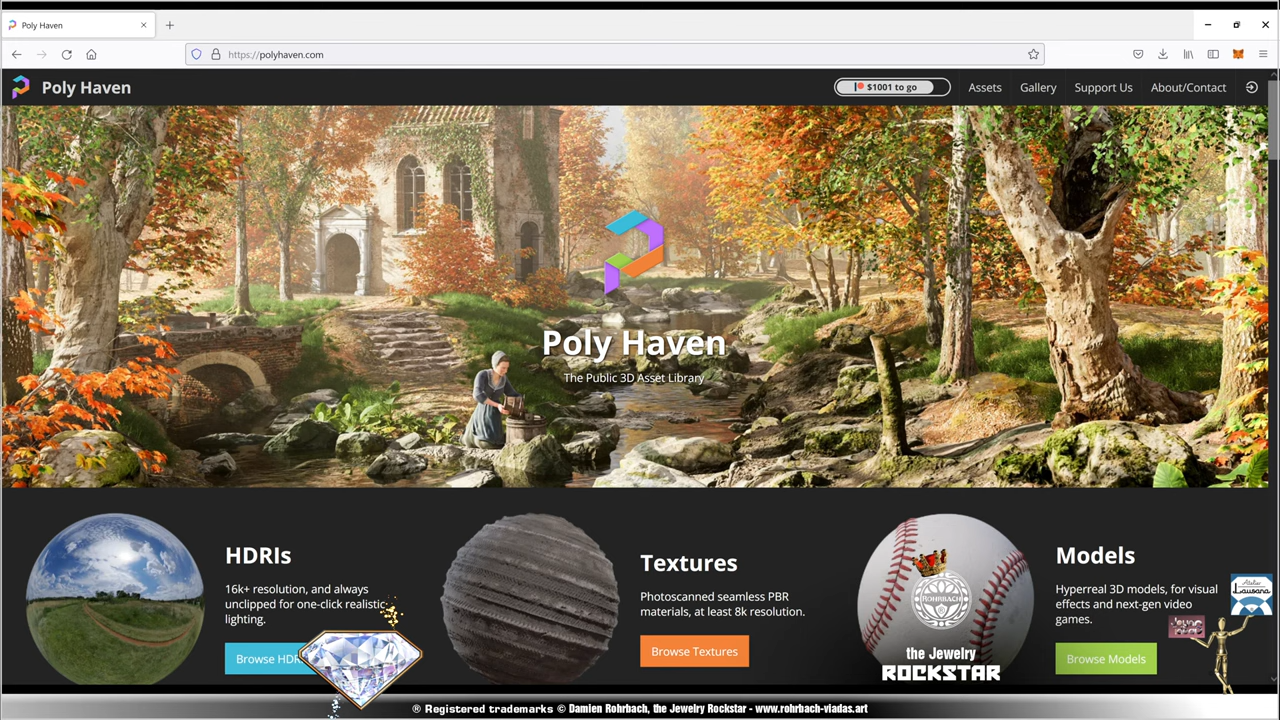 Poly Haven
https://polyhaven.com
Poly Haven
$1001 to go
Assets
Gallery
Support Us
About/Contact
Poly Haven
The Public 3D Asset Library
HDRIs
16k+ resolution, and always
unclipped for one-click realistic
lighting.
Browse HDR
Textures
Photoscanned seamless PBR
materials, at least 8k resolution.
Browse Textures
ROHRBACH
the Jewelry
ROCKSTAR
Models
Hyperreal 3D models, for visual
effects and next-gen video
games.
Browse Models
Atelier
Lausana
® Registered trademarks © Damien Rohrbach, the Jewelry Rockstar - www.rohrbach-viadas.art